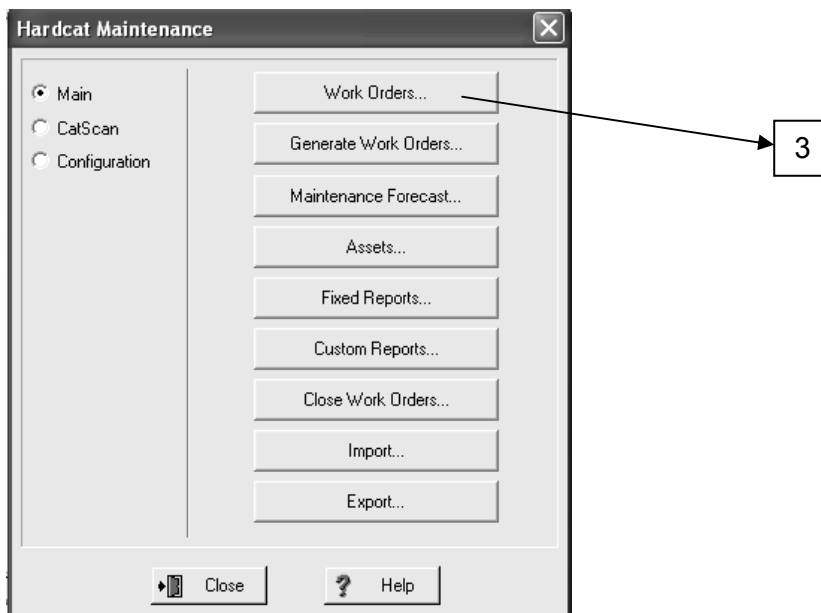 Hardcat Maintenance
Main
CatScan
Configuration
Work Orders...
Generate Work Orders...
Maintenance Forecast...
Assets...
Fixed Reports...
Custom Reports...
Close Work Orders...
Import...
Export...
Close
Help
3